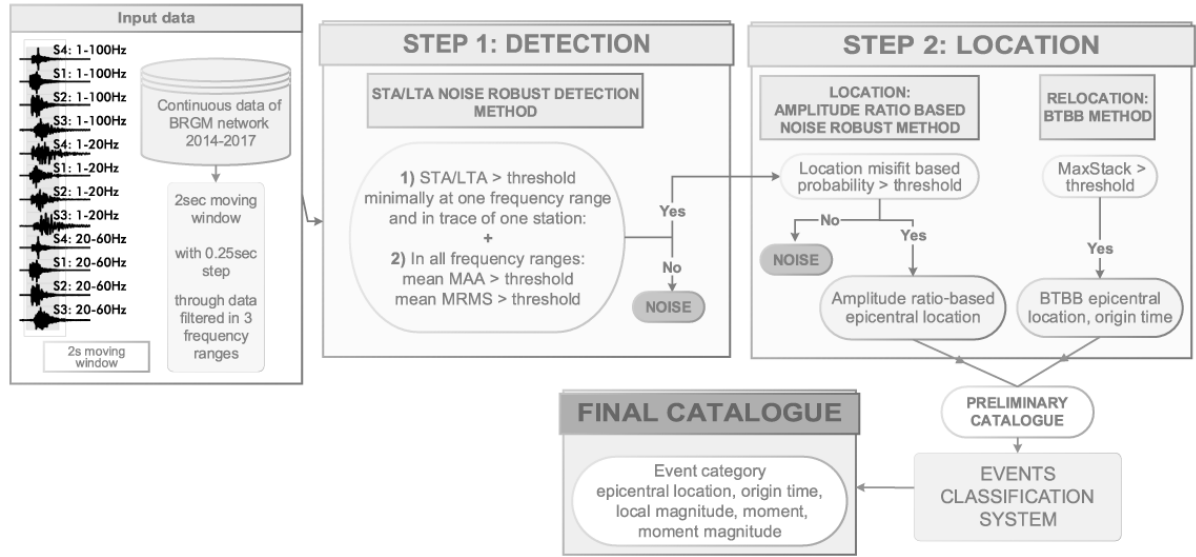 Input data
S4: 1-100Hz
S1: 1-100Hz
S2: 1-100Hz
S3: 1-100Hz
S4: 1-20Hz
S1: 1-20Hz
S2: 1-20Hz
S3: 1-20Hz
S4: 20-60Hz
S1: 20-60Hz
S2: 20-60Hz
S3: 20-60Hz
2s moving
window
Continuous data of
BRGM network
2014-2017
2sec moving
window
with 0.25sec
step
through data
filtered in 3
frequency
ranges
STEP 1: DETECTION
STA/LTA NOISE ROBUST DETECTION
METHOD
1) STA/LTA > threshold
minimally at one frequency range
and in trace of one station:
+
2) In all frequency ranges:
mean MAA > threshold
mean MRMS > threshold
Yes
No
NOISE
STEP 2: LOCATION
LOCATION:
AMPLITUDE RATIO BASED
NOISE ROBUST METHOD
Location misfit based
probability > threshold
No
Yes
NOISE
Amplitude ratio-based
epicentral location
RELOCATION:
BTBB METHOD
MaxStack >
threshold
Yes
BTBB epicentral
location, origin time
PRELIMINARY
CATALOGUE
EVENTS
CLASSIFICATION
SYSTEM
FINAL CATALOGUE
Event category
epicentral location, origin time,
local magnitude, moment,
moment magnitude